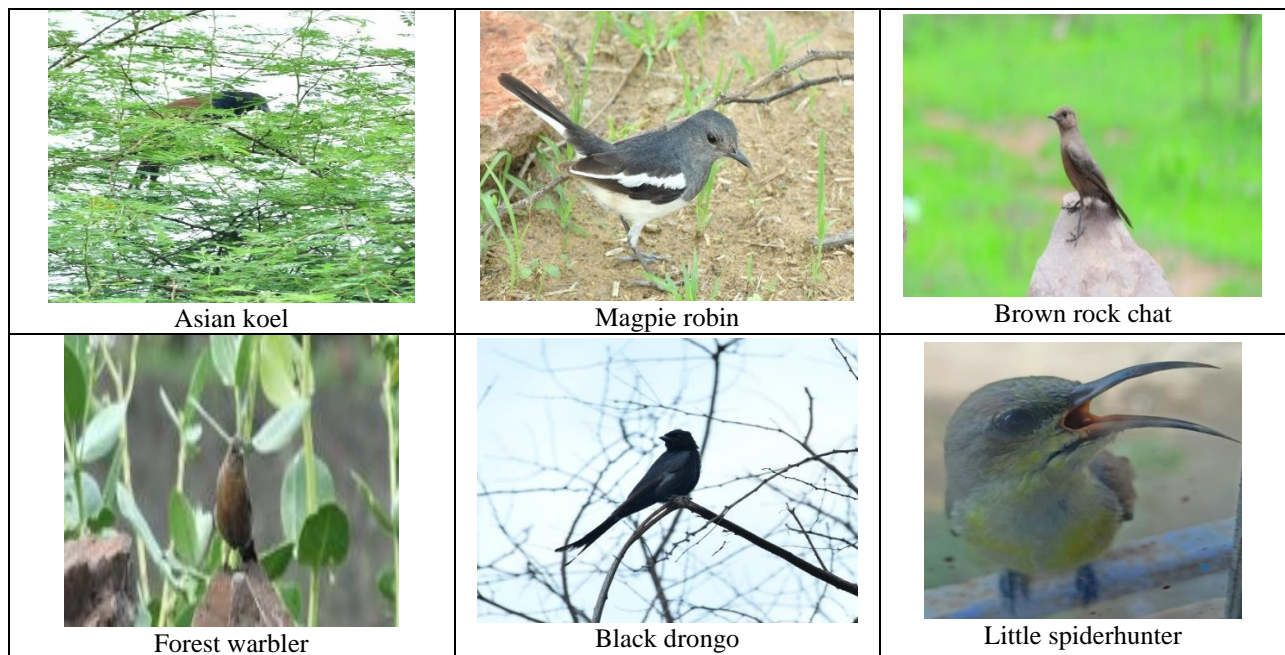 Asian koel
Magpie robin
Brown rock chat
Forest warbler
Black drongo
Little spiderhunter